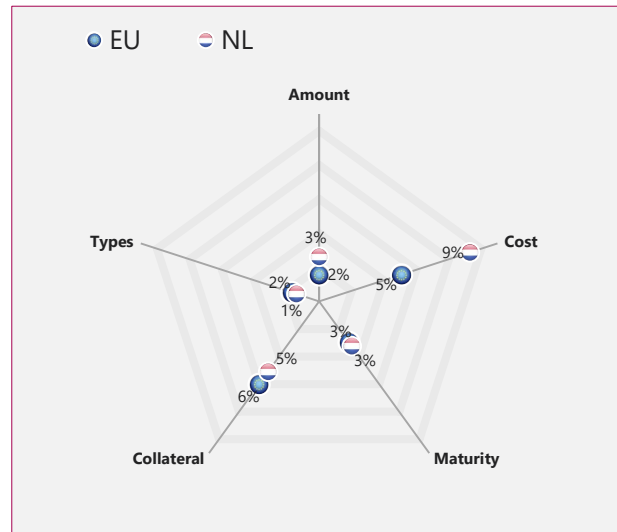 EU NL
Amount
3%
2%
Types
Cost
9%
5%
2%
1%
3%
3%
5%
6%
Collateral
Maturity